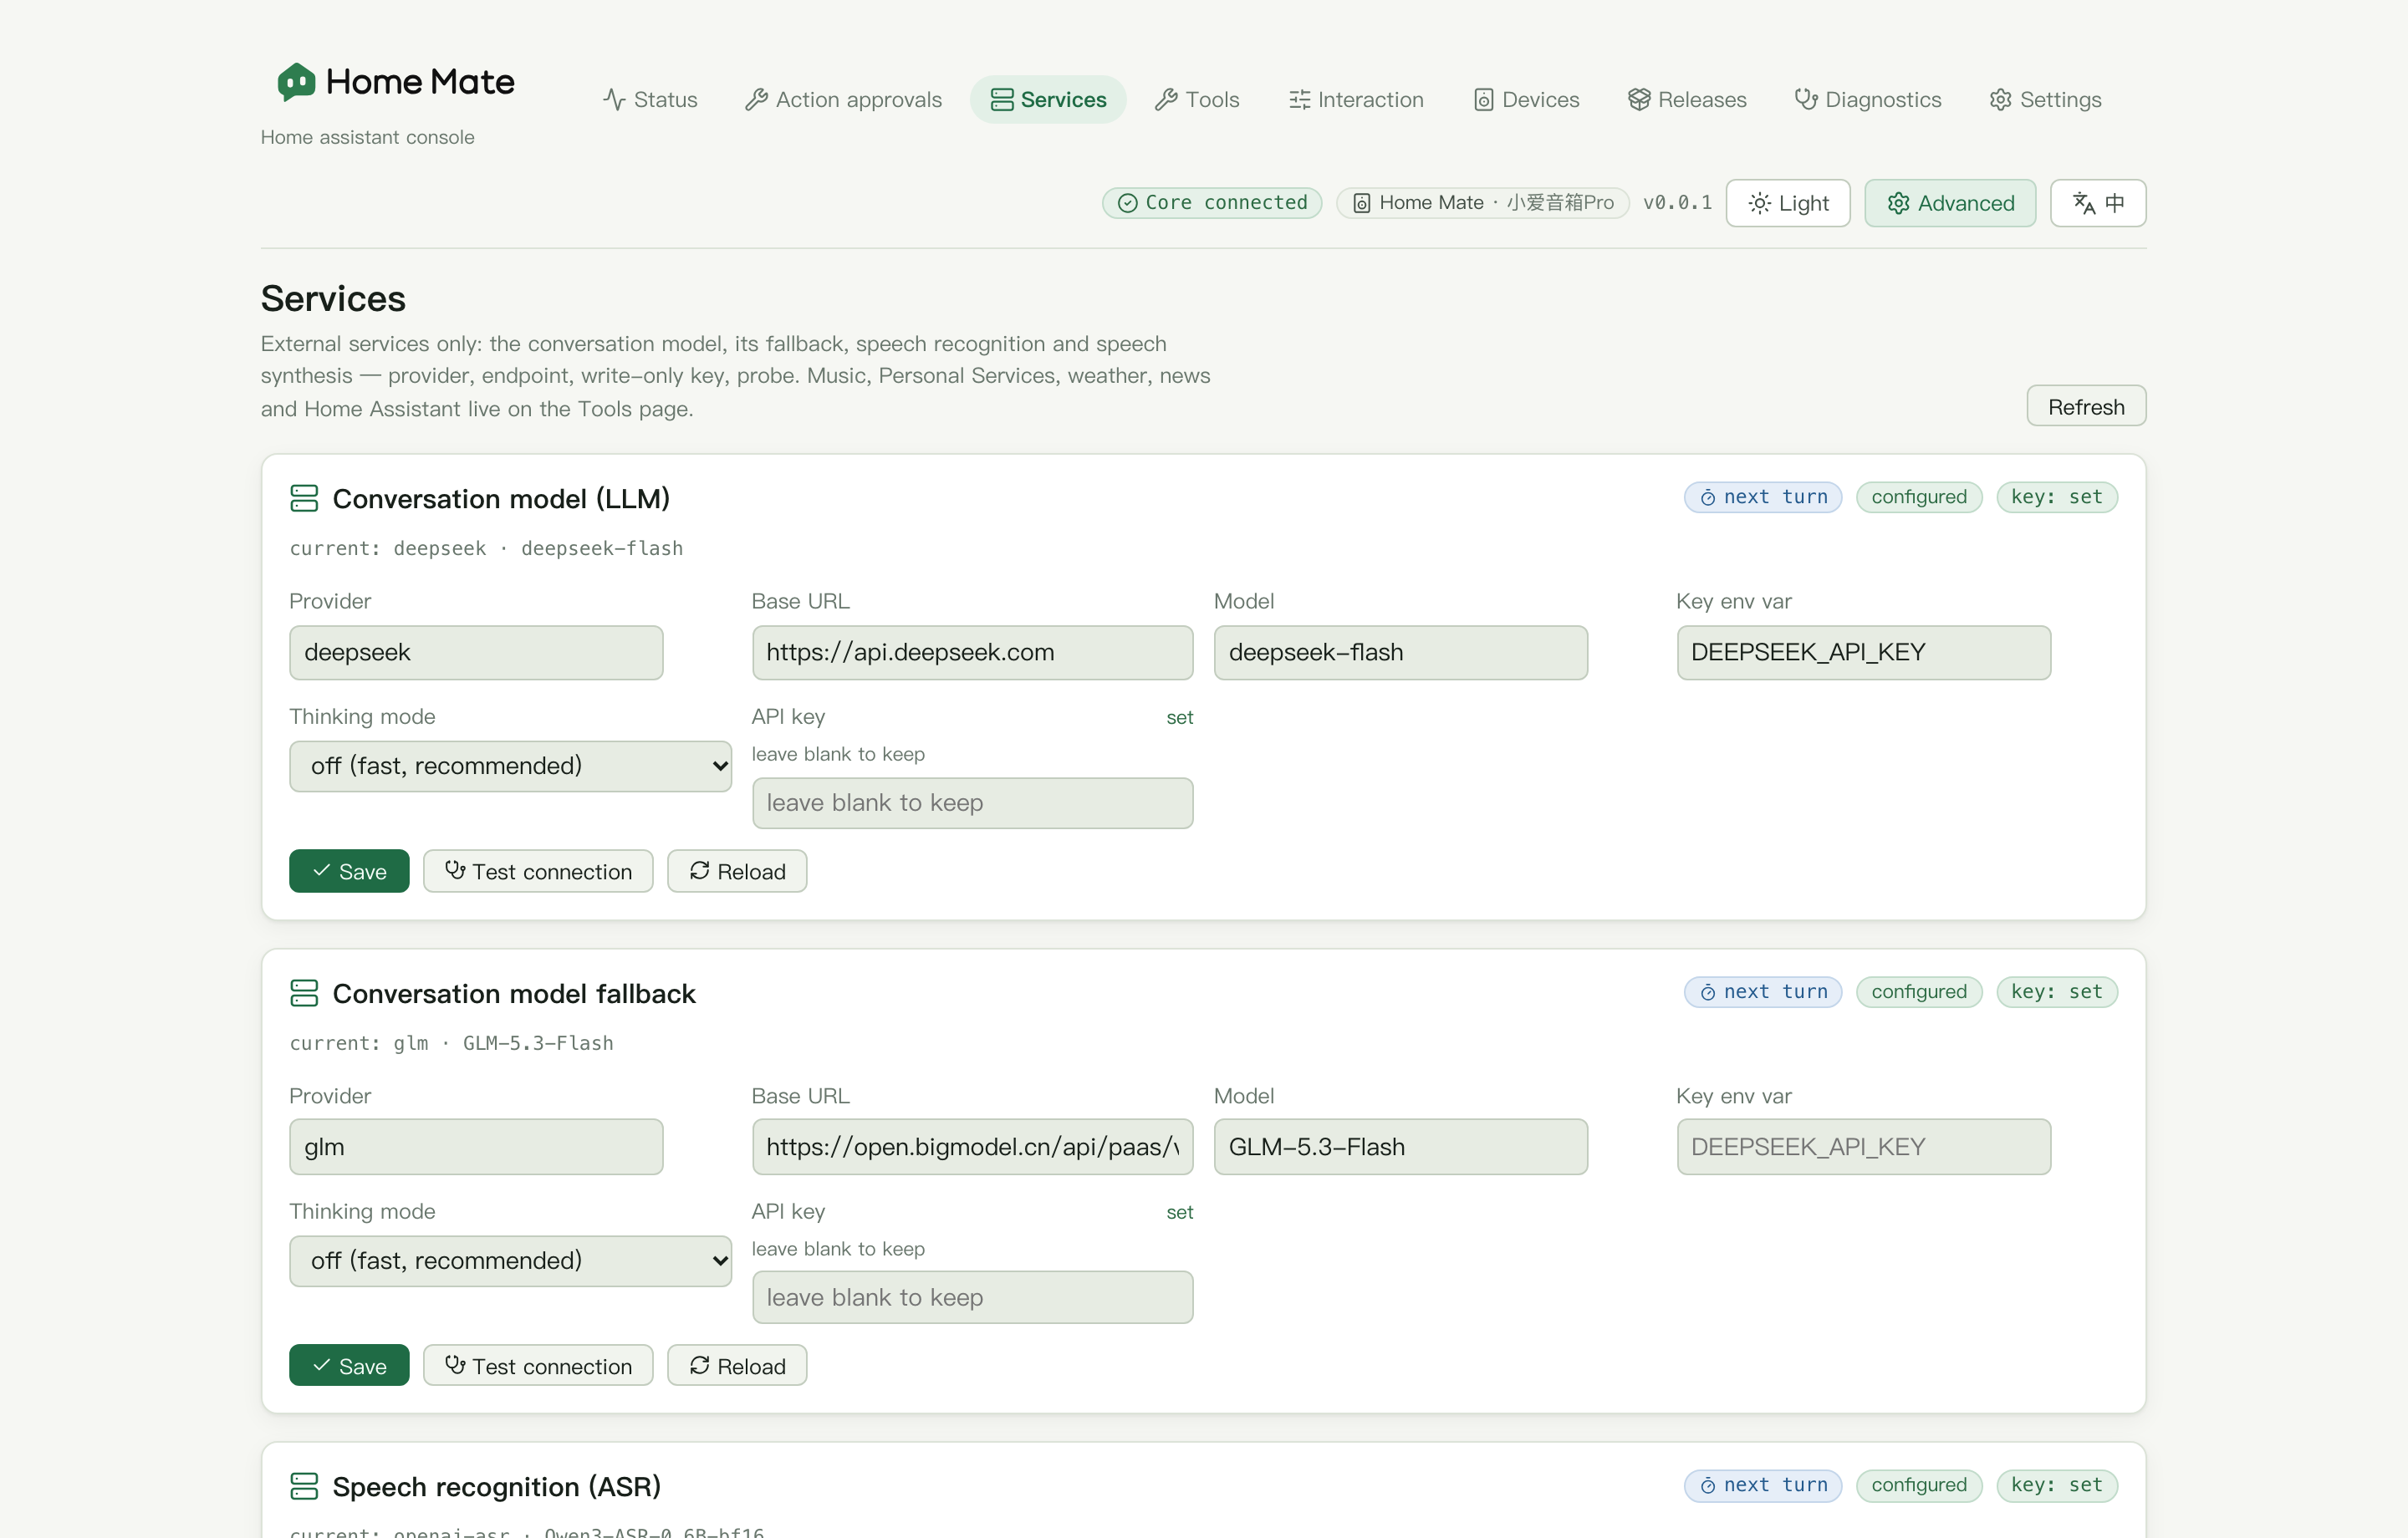 Home Mate
Home assistant console
Status
Action approvals
Services
Tools
Interaction
Devices
Releases
Diagnostics
Settings
Core connected
Home Mate · 小爱音箱Pro
v0.0.1
Light
Advanced
中
Services
External services only: the conversation model, its fallback, speech recognition and speech
synthesis — provider, endpoint, write-only key, probe. Music, Personal Services, weather, news
and Home Assistant live on the Tools page.
Refresh
Conversation model (LLM)
next turn
configured
key: set
current: deepseek · deepseek-flash
Provider
Base URL
Model
Key env var
deepseek
https://api.deepseek.com
deepseek-flash
DEEPSEEK_API_KEY
Thinking mode
API key
set
leave blank to keep
off (fast, recommended)
leave blank to keep
Save
Test connection
Reload
Conversation model fallback
next turn
configured
key: set
current: glm · GLM-5.3-Flash
Provider
Base URL
Model
Key env var
glm
https://open.bigmodel.cn/api/paas/
GLM-5.3-Flash
DEEPSEEK_API_KEY
Thinking mode
API key
set
leave blank to keep
off (fast, recommended)
leave blank to keep
Save
Test connection
Reload
Speech recognition (ASR)
next turn
configured
key: set
current: openai-asr · Qwen3-ASR-0.6B-bf16